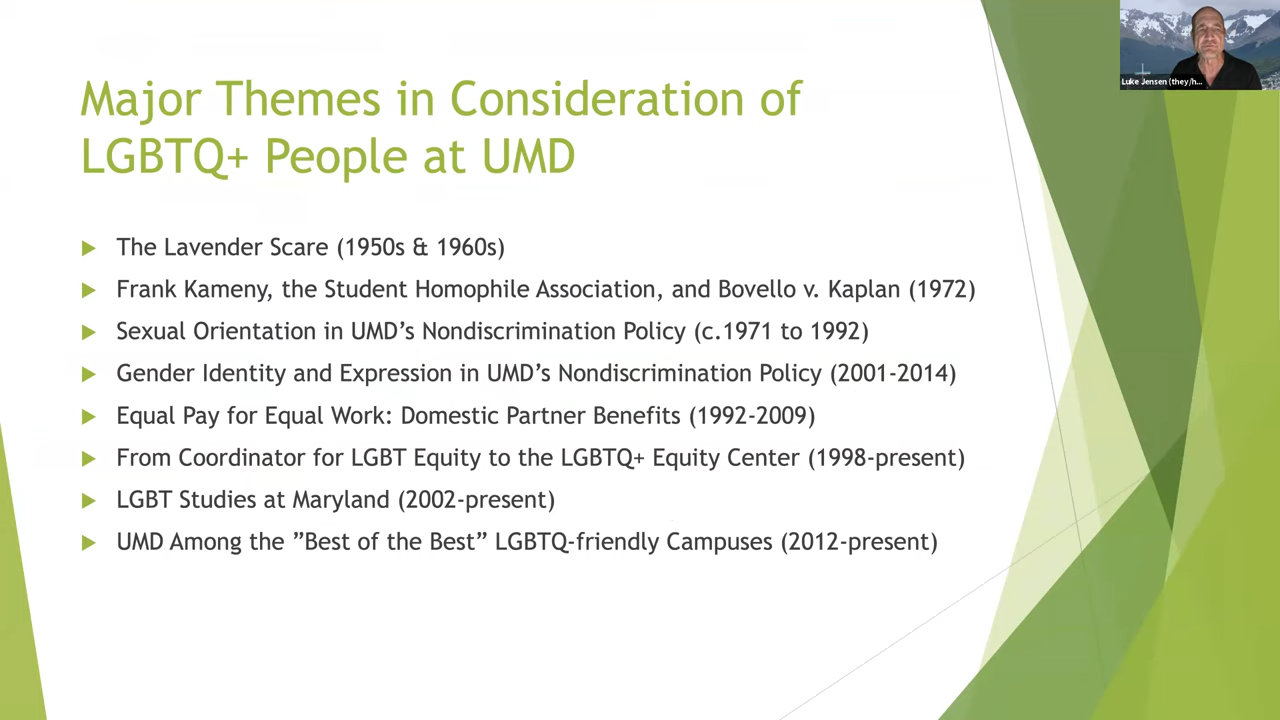 Major Themes in Consideration of
LGBTQ+ People at UMD
The Lavender Scare (1950s & 1960s)
Frank Kameny, the Student Homophile Association, and Bovello v. Kaplan (1972)
Sexual Orientation in UMD’s Nondiscrimination Policy (c.1971 to 1992)
Gender Identity and Expression in UMD’s Nondiscrimination Policy (2001-2014)
Equal Pay for Equal Work: Domestic Partner Benefits (1992-2009)
From Coordinator for LGBT Equity to the LGBTQ+ Equity Center (1998-present)
LGBT Studies at Maryland (2002-present)
UMD Among the ”Best of the Best” LGBTQ-friendly Campuses (2012-present)
Luke Jensen (they/h...